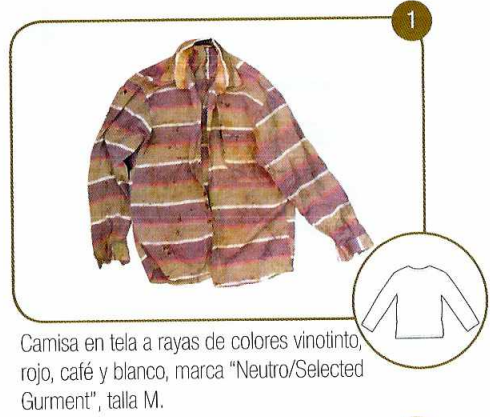 1
Camisa en tela a rayas de colores vinotinto,
rojo, café y blanco, marca “Neutro/Selected
Gurment”, talla M.